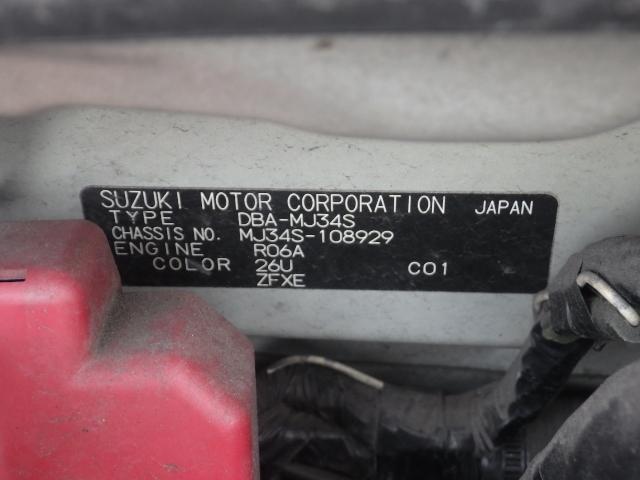 SUZUKI MOTOR CORPORATION JAPAN
TYPE DBA-MJ34S
CHASSIS NO. MJ34S-108929
ENGINE R06A
COLOR 26U C01
ZFXE